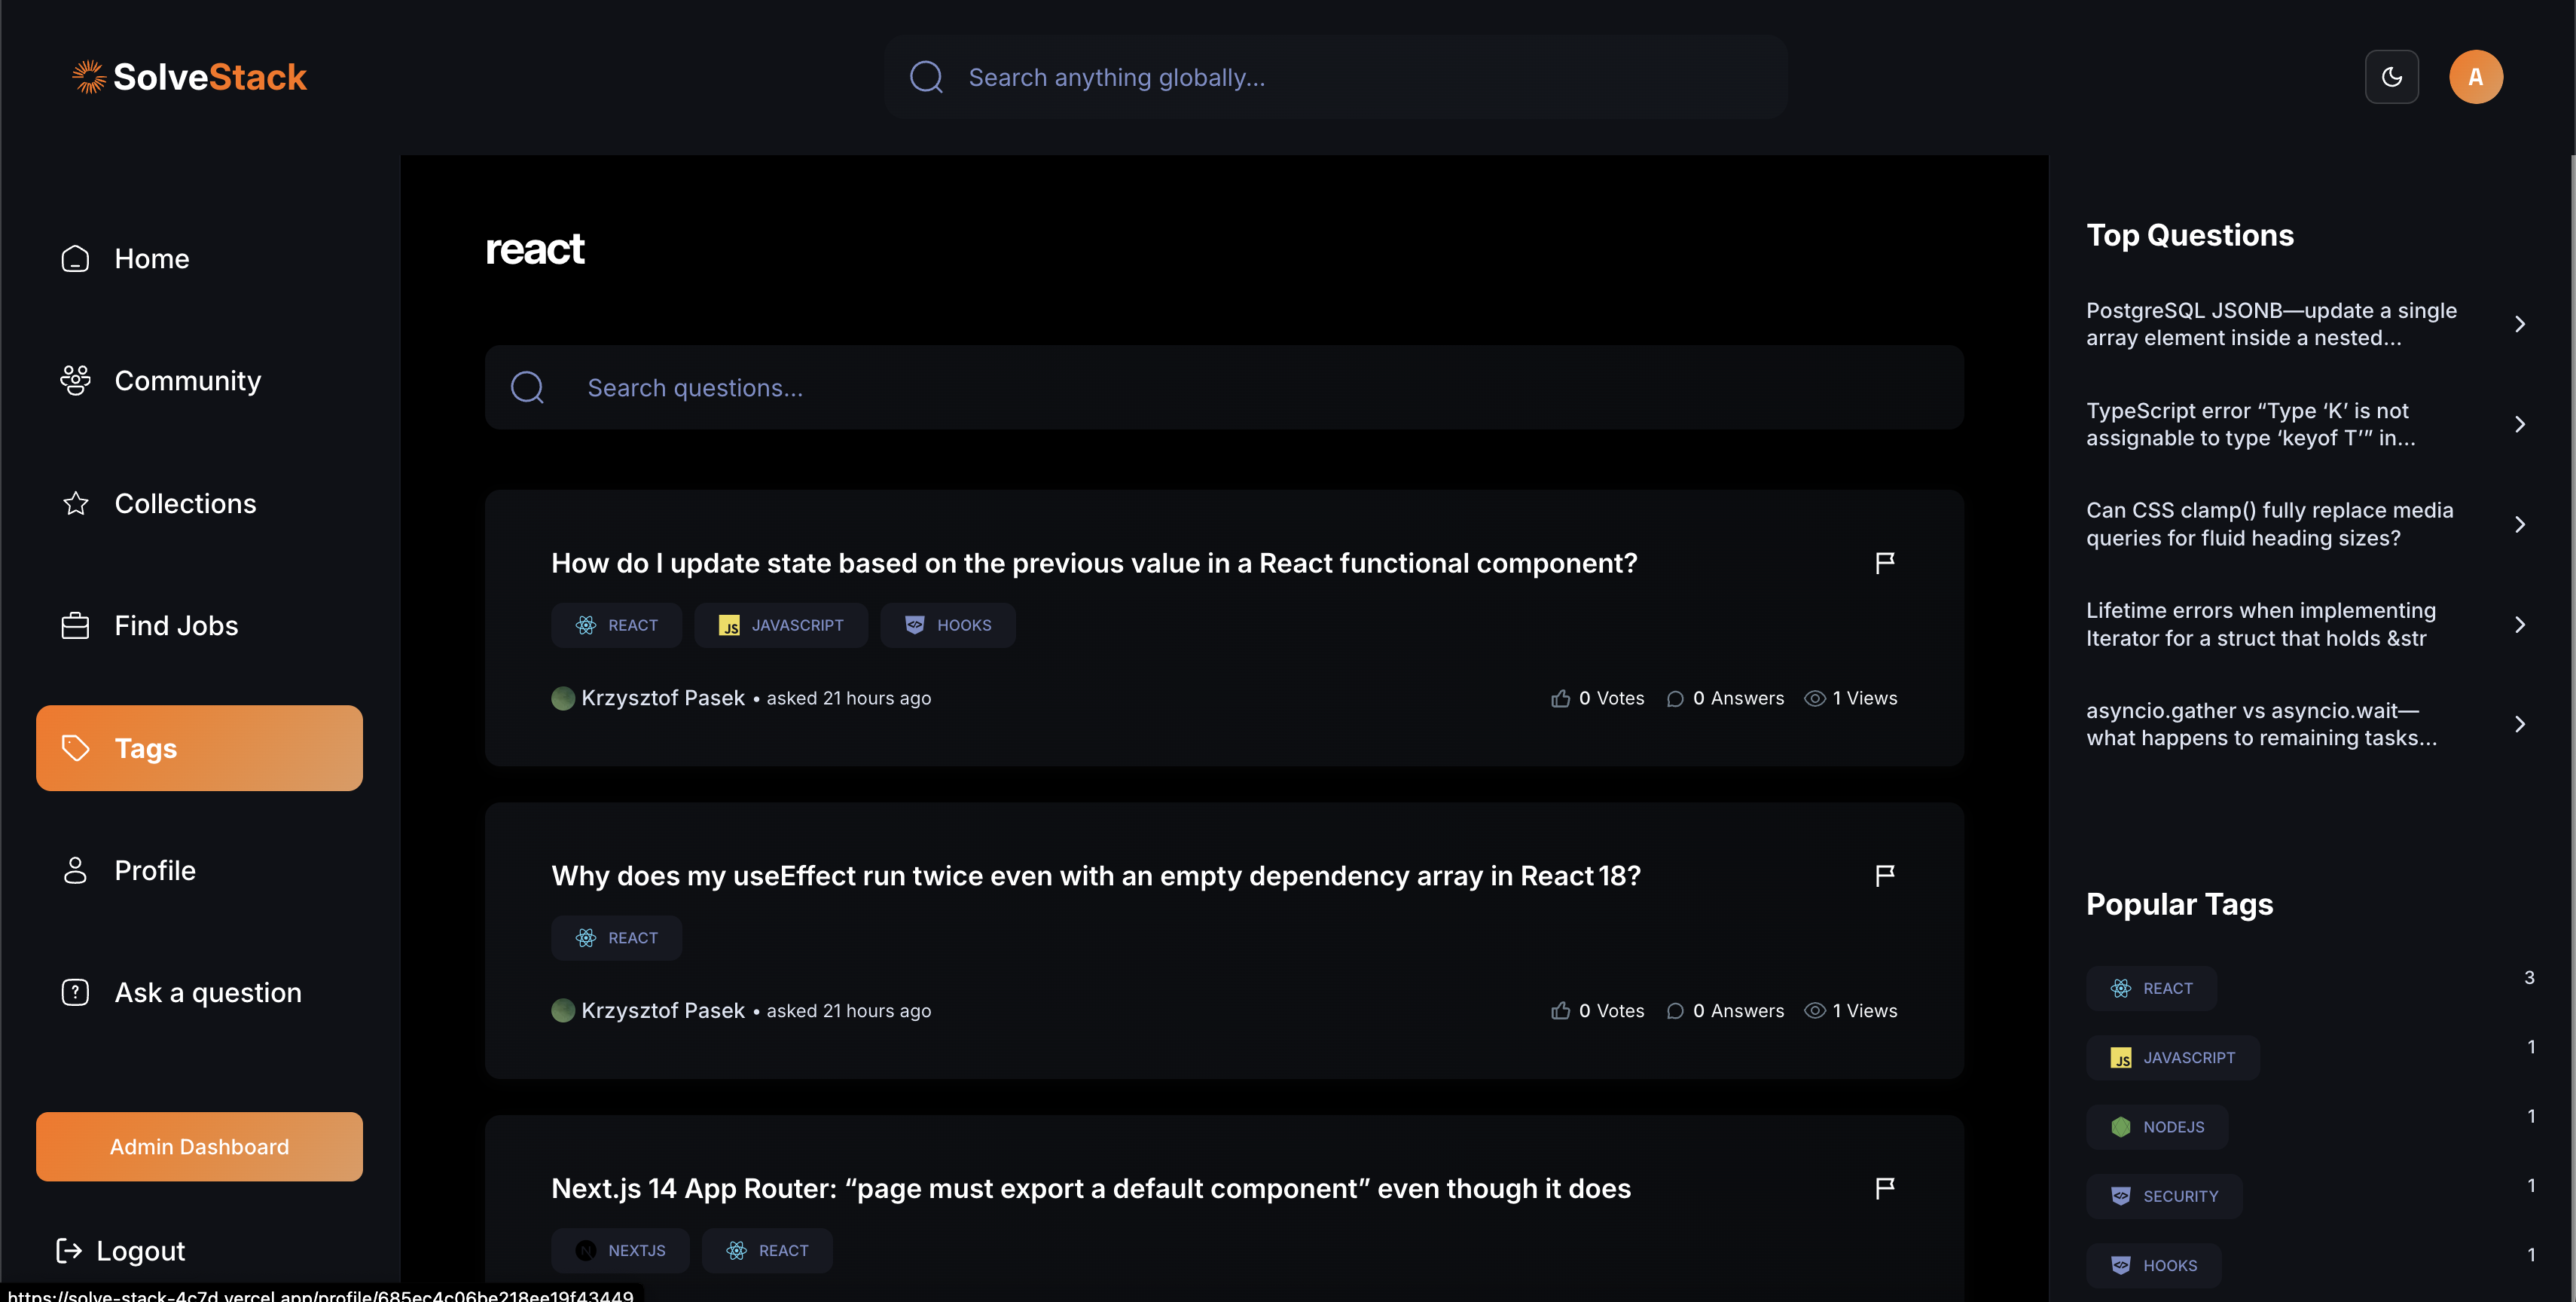 SolveStack
Search anything globally...
A
Home
Community
Collections
Find Jobs
Tags
Profile
Ask a question
Admin Dashboard
Logout
react
Search questions...
How do I update state based on the previous value in a React functional component?
REACT
JAVASCRIPT
HOOKS
Krzysztof Pasek • asked 21 hours ago
0 Votes
0 Answers
1 Views
Why does my useEffect run twice even with an empty dependency array in React 18?
REACT
Krzysztof Pasek • asked 21 hours ago
0 Votes
0 Answers
1 Views
Next.js 14 App Router: “page must export a default component” even though it does
NEXTJS
REACT
Top Questions
PostgreSQL JSONB—update a single
array element inside a nested...
TypeScript error “Type ‘K’ is not
assignable to type ‘keyof T’” in...
Can CSS clamp() fully replace media
queries for fluid heading sizes?
Lifetime errors when implementing
Iterator for a struct that holds &str
asyncio.gather vs asyncio.wait—
what happens to remaining tasks...
Popular Tags
REACT 3
JAVASCRIPT 1
NODEJS 1
SECURITY 1
HOOKS 1
https://solve-stack-4c7d.vercel.app/profile/685ec4c06be218ee19f43449